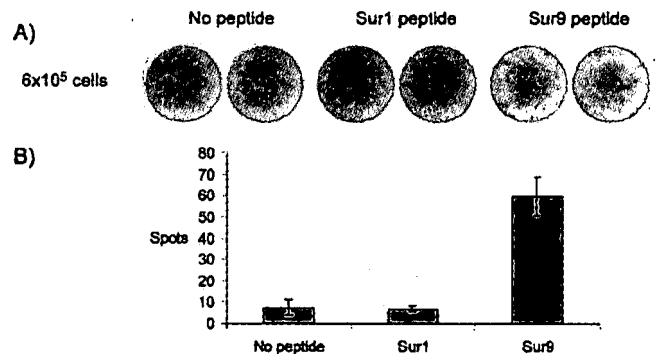 A)
No peptide Sur1 peptide Sur9 peptide
6x10⁵ cells
B)
80
70
60
50
Spots 40
30
20
10
0
No peptide Sur1 Sur9